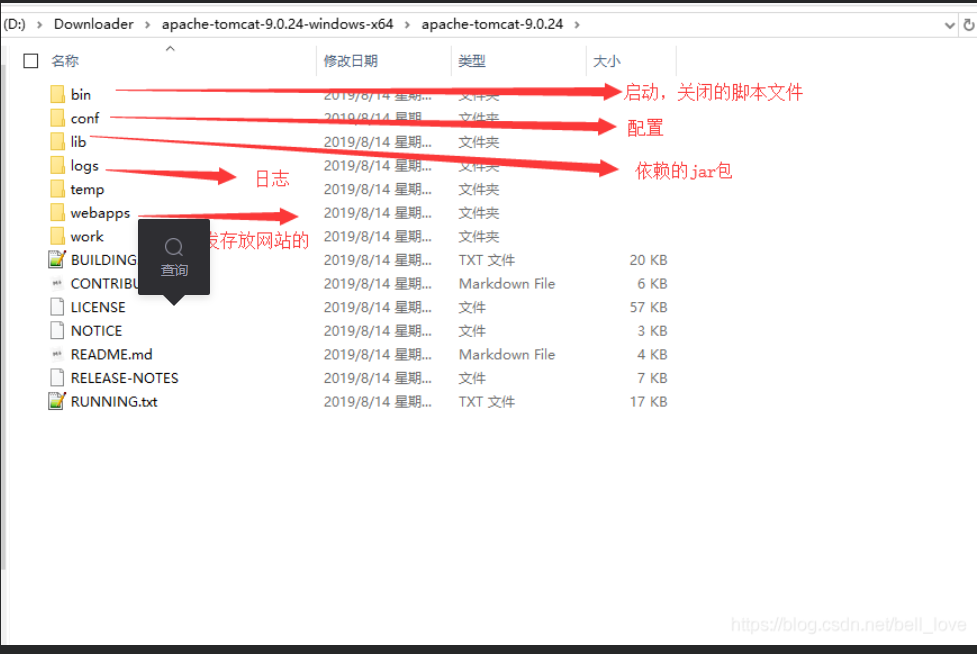 (D:) › Downloader › apache-tomcat-9.0.24-windows-x64 › apache-tomcat-9.0.24 ›
名称 修改日期 类型 大小
bin 2019/8/14 星期... 文件夹 启动，关闭的脚本文件
conf 2019/8/14 星期... 文件夹 配置
lib 2019/8/14 星期... 文件夹
logs 2019/8/14 星期... 文件夹 依赖的jar包
temp 2019/8/14 星期... 文件夹 日志
webapps 2019/8/14 星期... 文件夹
work 2019/8/14 星期... 文件夹 存放网站的
查询
BUILDING 2019/8/14 星期... TXT 文件 20 KB
CONTRIBU 2019/8/14 星期... Markdown File 6 KB
LICENSE 2019/8/14 星期... 文件 57 KB
NOTICE 2019/8/14 星期... 文件 3 KB
README.md 2019/8/14 星期... Markdown File 4 KB
RELEASE-NOTES 2019/8/14 星期... 文件 7 KB
RUNNING.txt 2019/8/14 星期... TXT 文件 17 KB
https://blog.csdn.net/bell_love